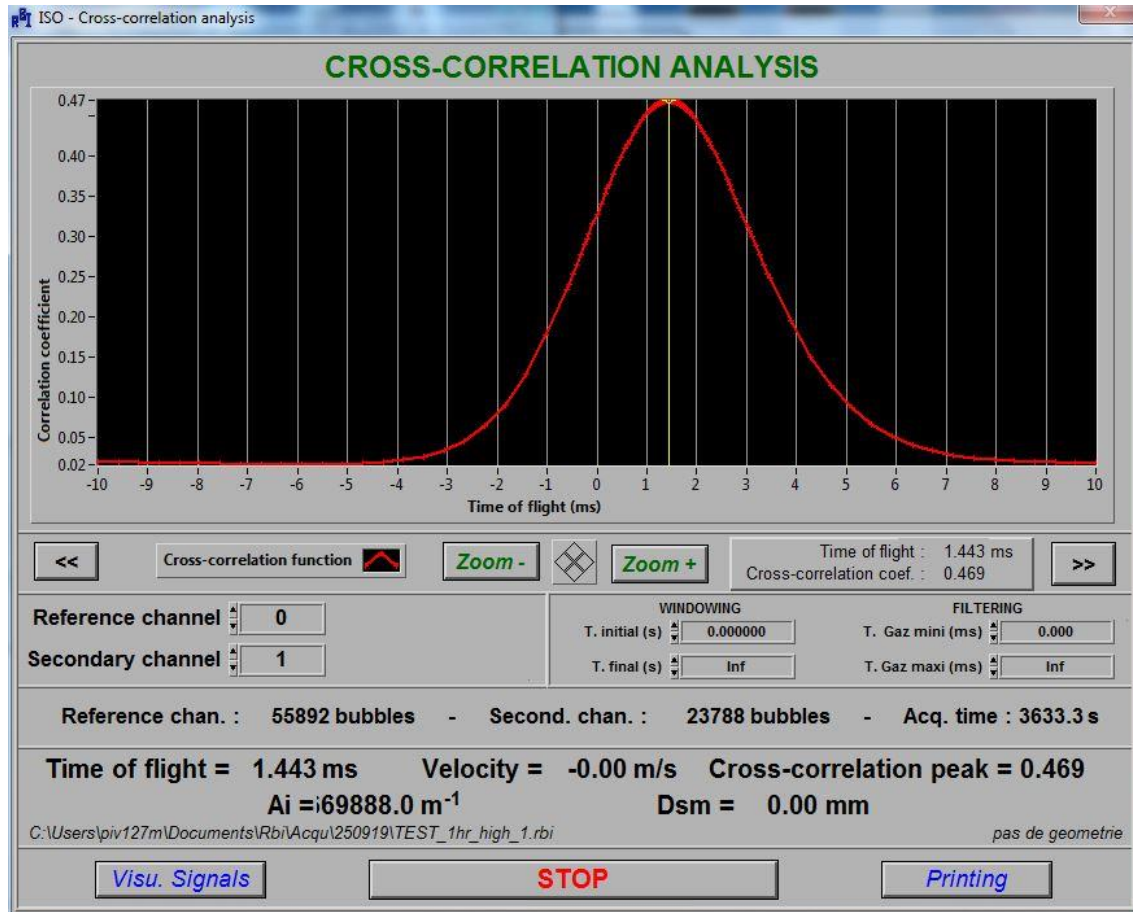 RBI ISO - Cross-correlation analysis
X
CROSS-CORRELATION ANALYSIS
0.47
0.40
0.35
0.30
0.25
0.20
0.15
0.10
0.05
0.02
Correlation coefficient
-10 -9 -8 -7 -6 -5 -4 -3 -2 -1 0 1 2 3 4 5 6 7 8 9 10
Time of flight (ms)
<< Cross-correlation function Zoom - Zoom + Time of flight : 1.443 ms >>
Cross-correlation coef. : 0.469
Reference channel 0
Secondary channel 1
WINDOWING FILTERING
T. initial (s) 0.000000 T. Gaz mini (ms) 0.000
T. final (s) Inf T. Gaz maxi (ms) Inf
Reference chan. : 55892 bubbles - Second. chan. : 23788 bubbles - Acq. time : 3633.3 s
Time of flight = 1.443 ms Velocity = -0.00 m/s Cross-correlation peak = 0.469
Ai = 69888.0 m-1 Dsm = 0.00 mm
C:\Users\piv127m\Documents\Rbi\Acqu\250919\TEST_1hr_high_1.rbi pas de geometrie
Visu. Signals STOP Printing